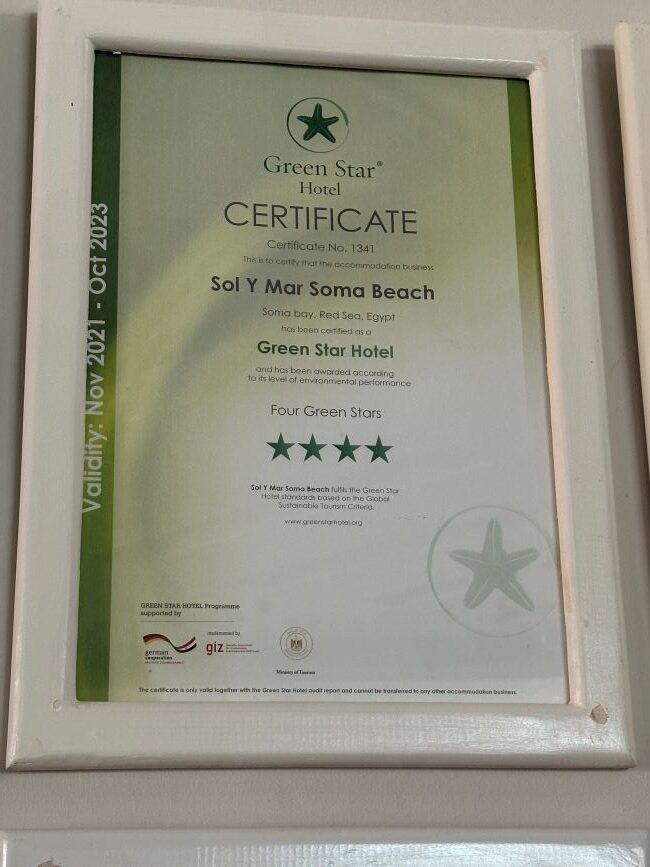 Green Star®
Hotel
CERTIFICATE
Certificate No. 1341
This is to certify that the accommodation business
Sol Y Mar Soma Beach
Soma bay, Red Sea, Egypt
has been certified as a
Green Star Hotel
and has been awarded according
to its level of environmental performance
Four Green Stars
Sol Y Mar Soma Beach fulfils the Green Star
Hotel standards based on the Global
Sustainable Tourism Criteria.
www.greenstarhotel.org
Validity: Nov 2021 - Oct 2023
GREEN STAR HOTEL Programme
supported by
german
cooperation
implemented by
giz
Ministry of Tourism
The certificate is only valid together with the Green Star Hotel audit report and cannot be transferred to any other accommodation business.